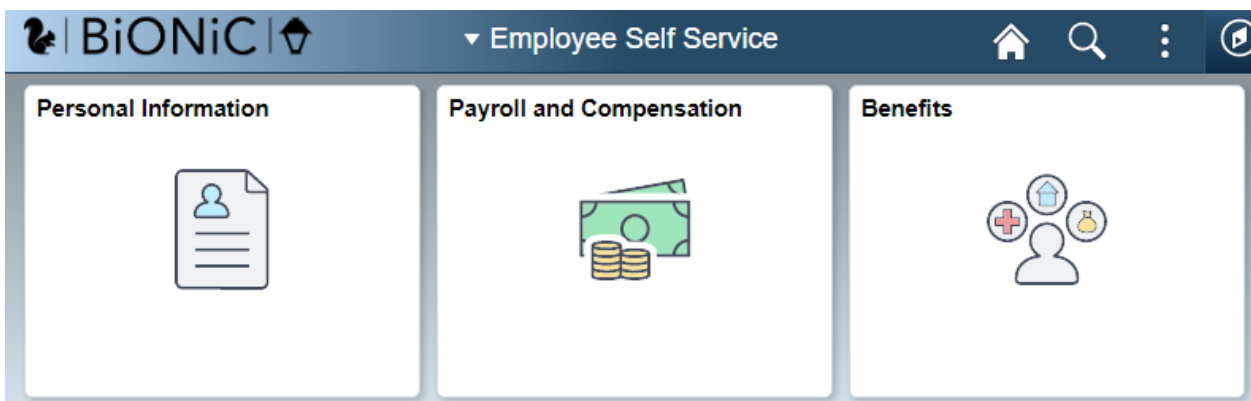 BiONiC
Employee Self Service
Personal Information
Payroll and Compensation
Benefits